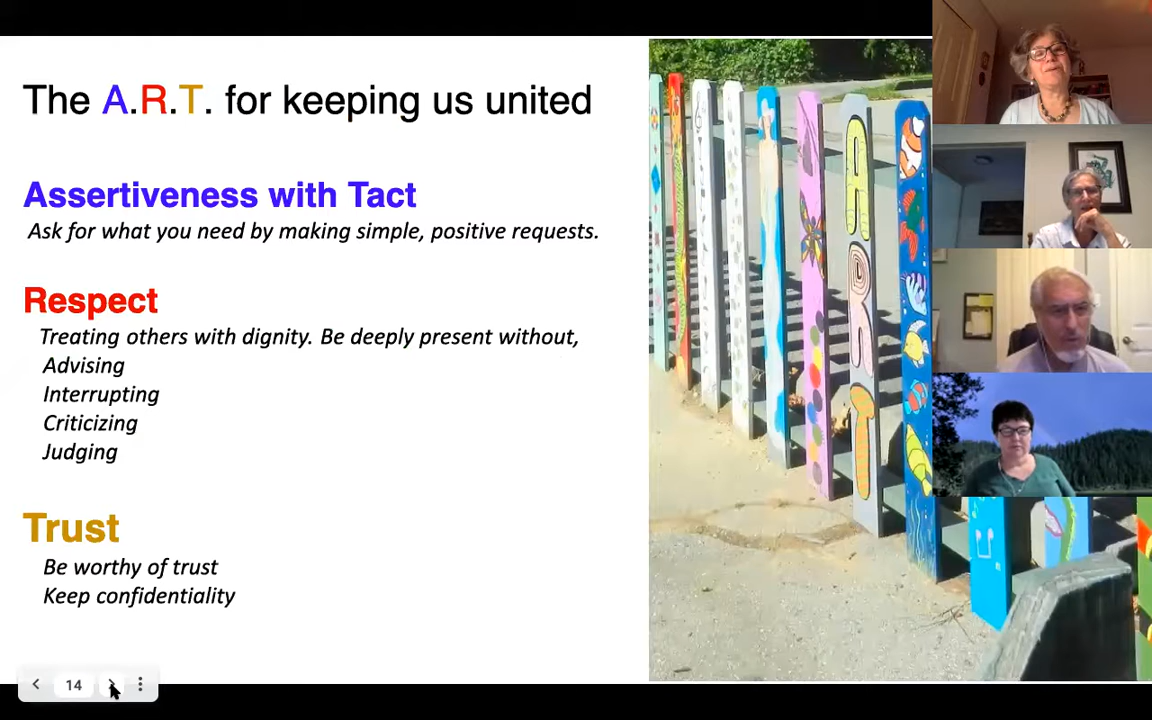 The A.R.T. for keeping us united
Assertiveness with Tact
Ask for what you need by making simple, positive requests.
Respect
Treating others with dignity. Be deeply present without,
Advising
Interrupting
Criticizing
Judging
Trust
Be worthy of trust
Keep confidentiality
14
ART